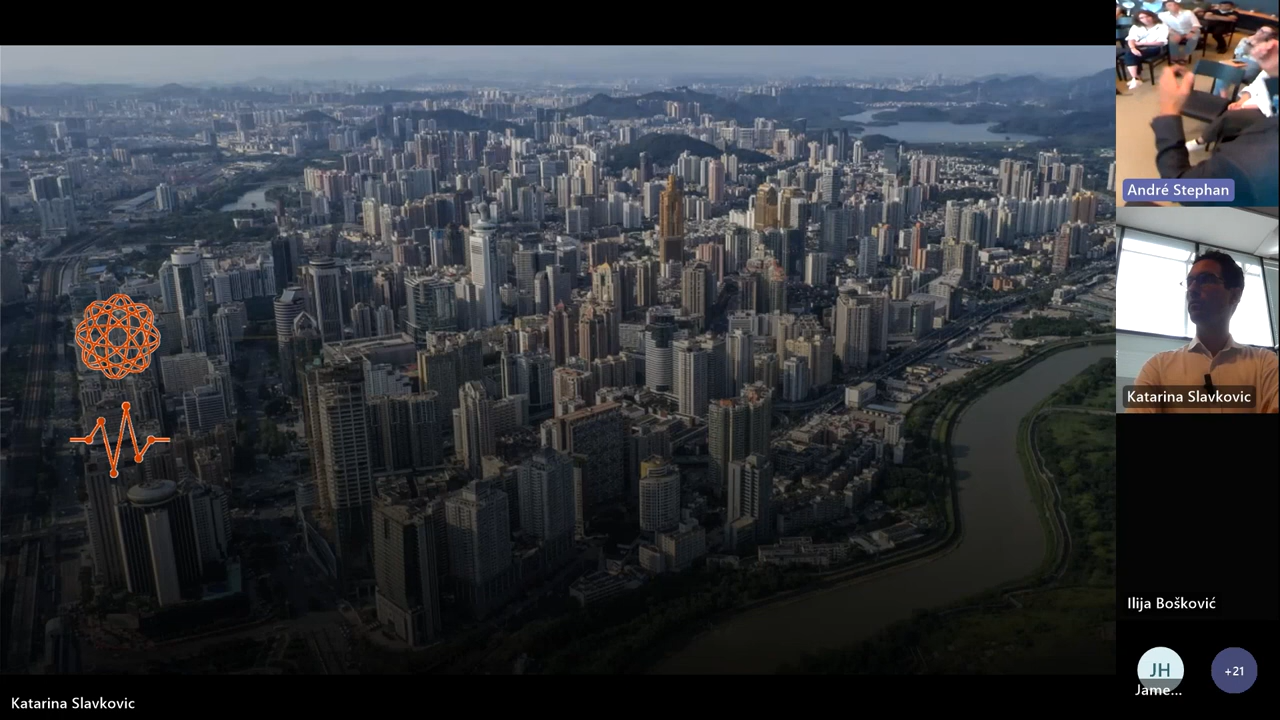 André Stephan
Katarina Slavkovic
Ilija Bošković
JH
+21
Jame...
Katarina Slavkovic